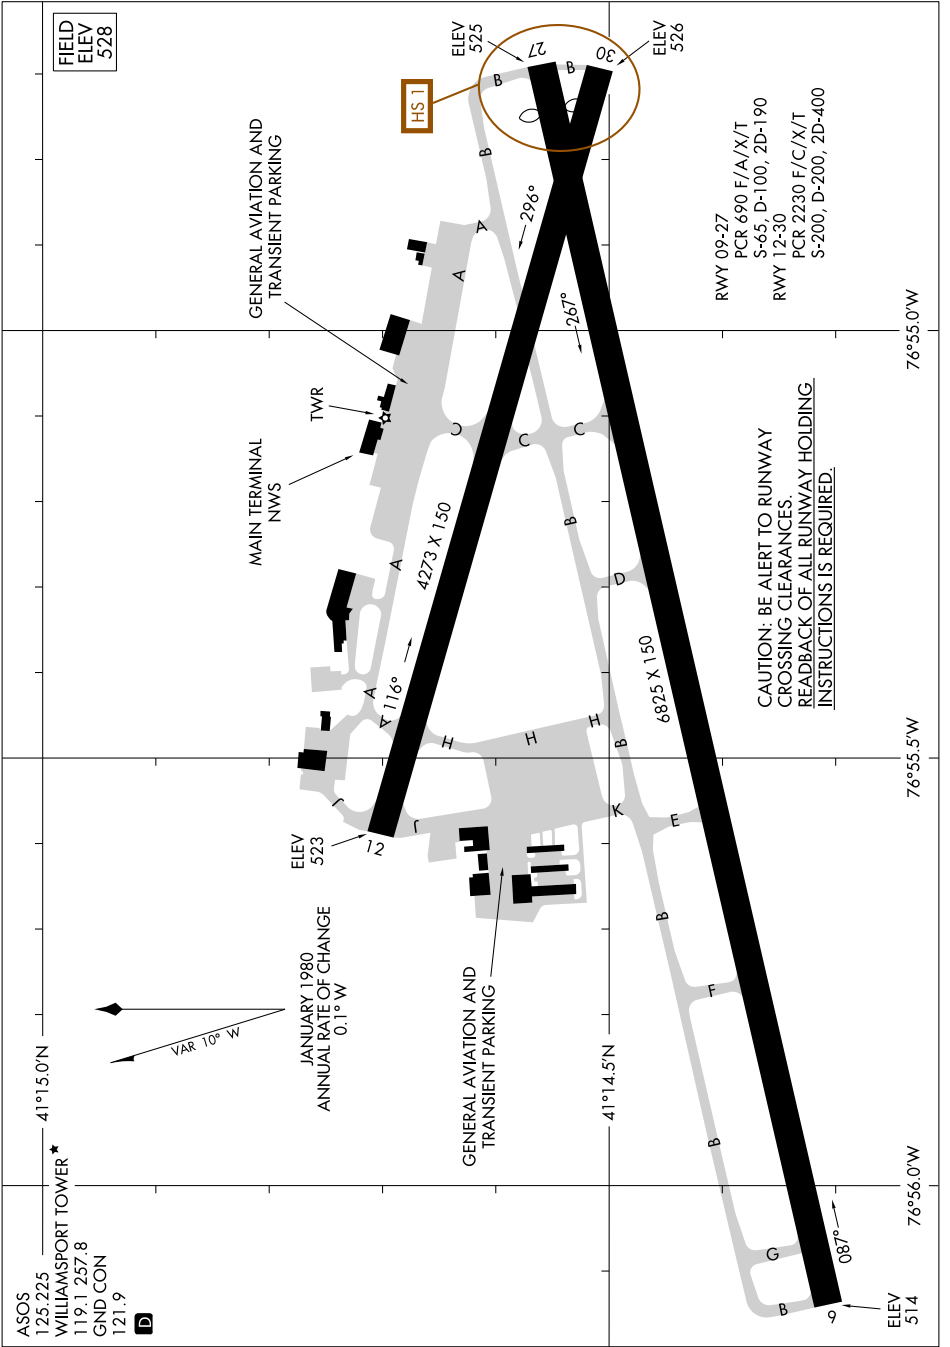 ASOS
125.225
WILLIAMSPORT TOWER ★
119.1 257.8
GND CON
121.9
D
FIELD
ELEV
528
41°15.0'N
41°14.5'N
76°56.0'W
76°55.5'W
76°55.0'W
VAR 10° W
JANUARY 1980
ANNUAL RATE OF CHANGE
0.1° W
GENERAL AVIATION AND
TRANSIENT PARKING
MAIN TERMINAL
NWS
TWR
GENERAL AVIATION AND
TRANSIENT PARKING
HS 1
ELEV
525
27
ELEV
526
30
ELEV
523
12
ELEV
514
9
087°
267°
116°
296°
4273 X 150
6825 X 150
J
J
A
A
A
A
A
H
H
H
C
C
C
B
B
B
B
B
B
B
B
K
E
F
G
D
RWY 09-27
PCR 690 F/A/X/T
S-65, D-100, 2D-190
RWY 12-30
PCR 2230 F/C/X/T
S-200, D-200, 2D-400
CAUTION: BE ALERT TO RUNWAY
CROSSING CLEARANCES.
READBACK OF ALL RUNWAY HOLDING
INSTRUCTIONS IS REQUIRED.